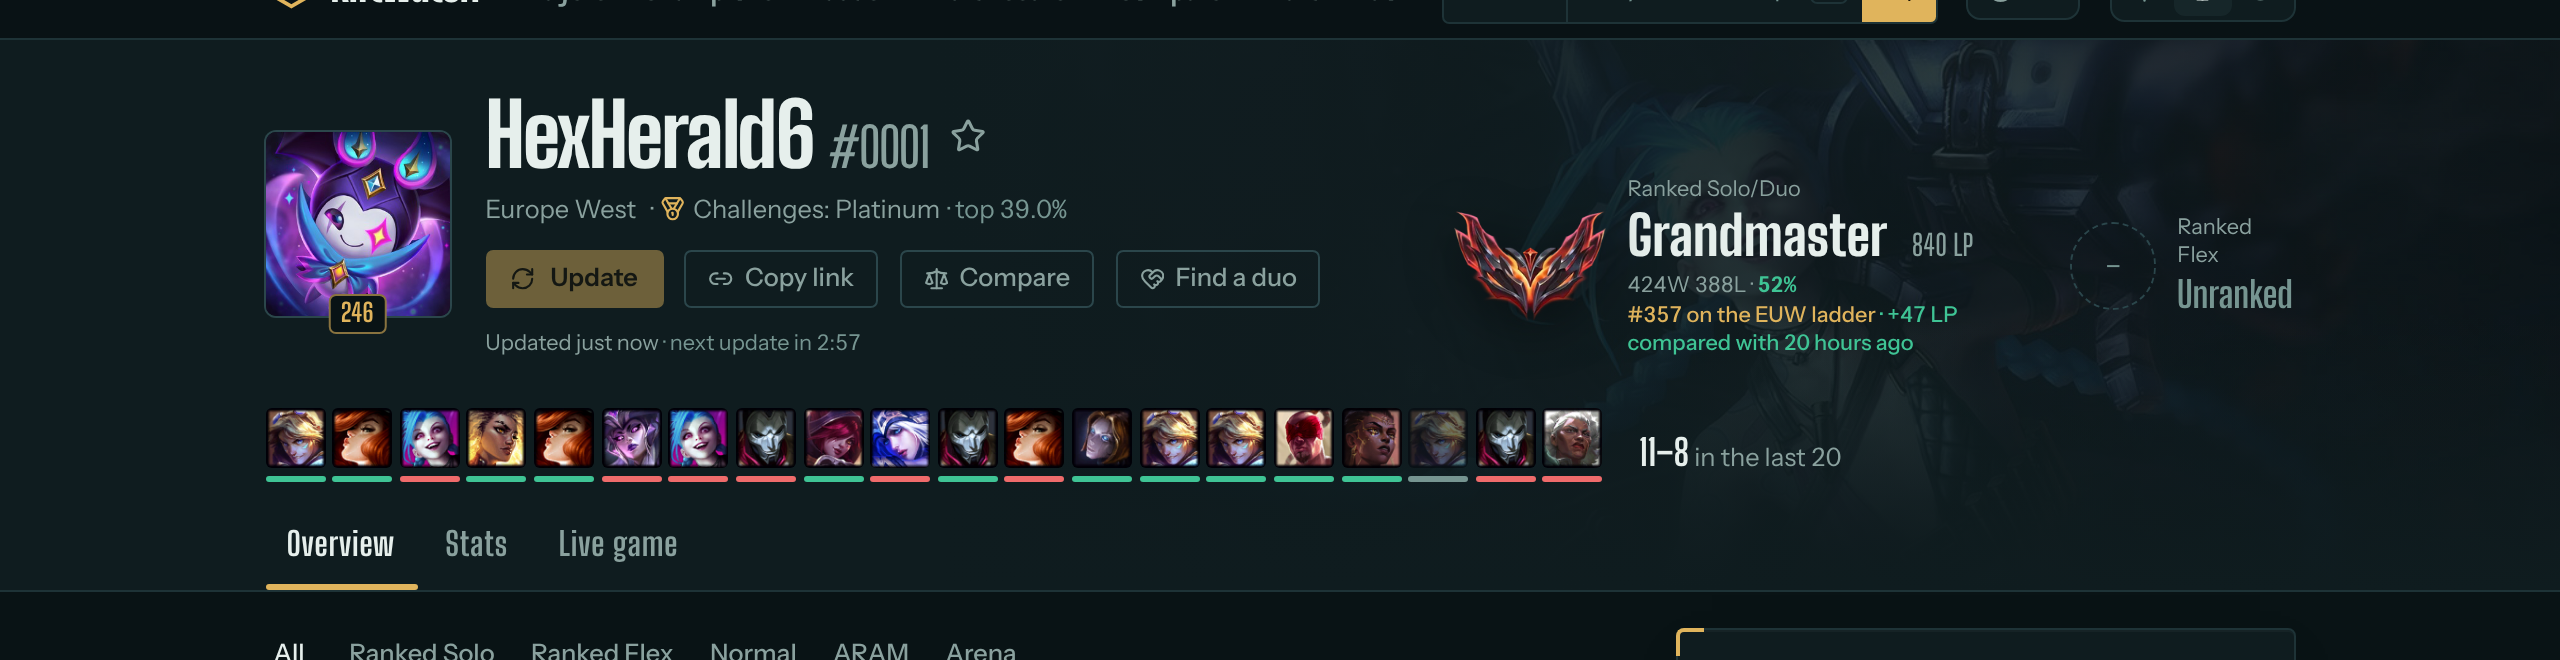 HexHerald6 #0001
Europe West · Challenges: Platinum · top 39.0%
Update
Copy link
Compare
Find a duo
Updated just now · next update in 2:57
246
Ranked Solo/Duo
Grandmaster 840 LP
424W 388L · 52%
#357 on the EUW ladder · +47 LP
compared with 20 hours ago
Ranked
Flex
Unranked
–
11–8 in the last 20
Overview Stats Live game
All Ranked Solo Ranked Flex Normal ARAM Arena